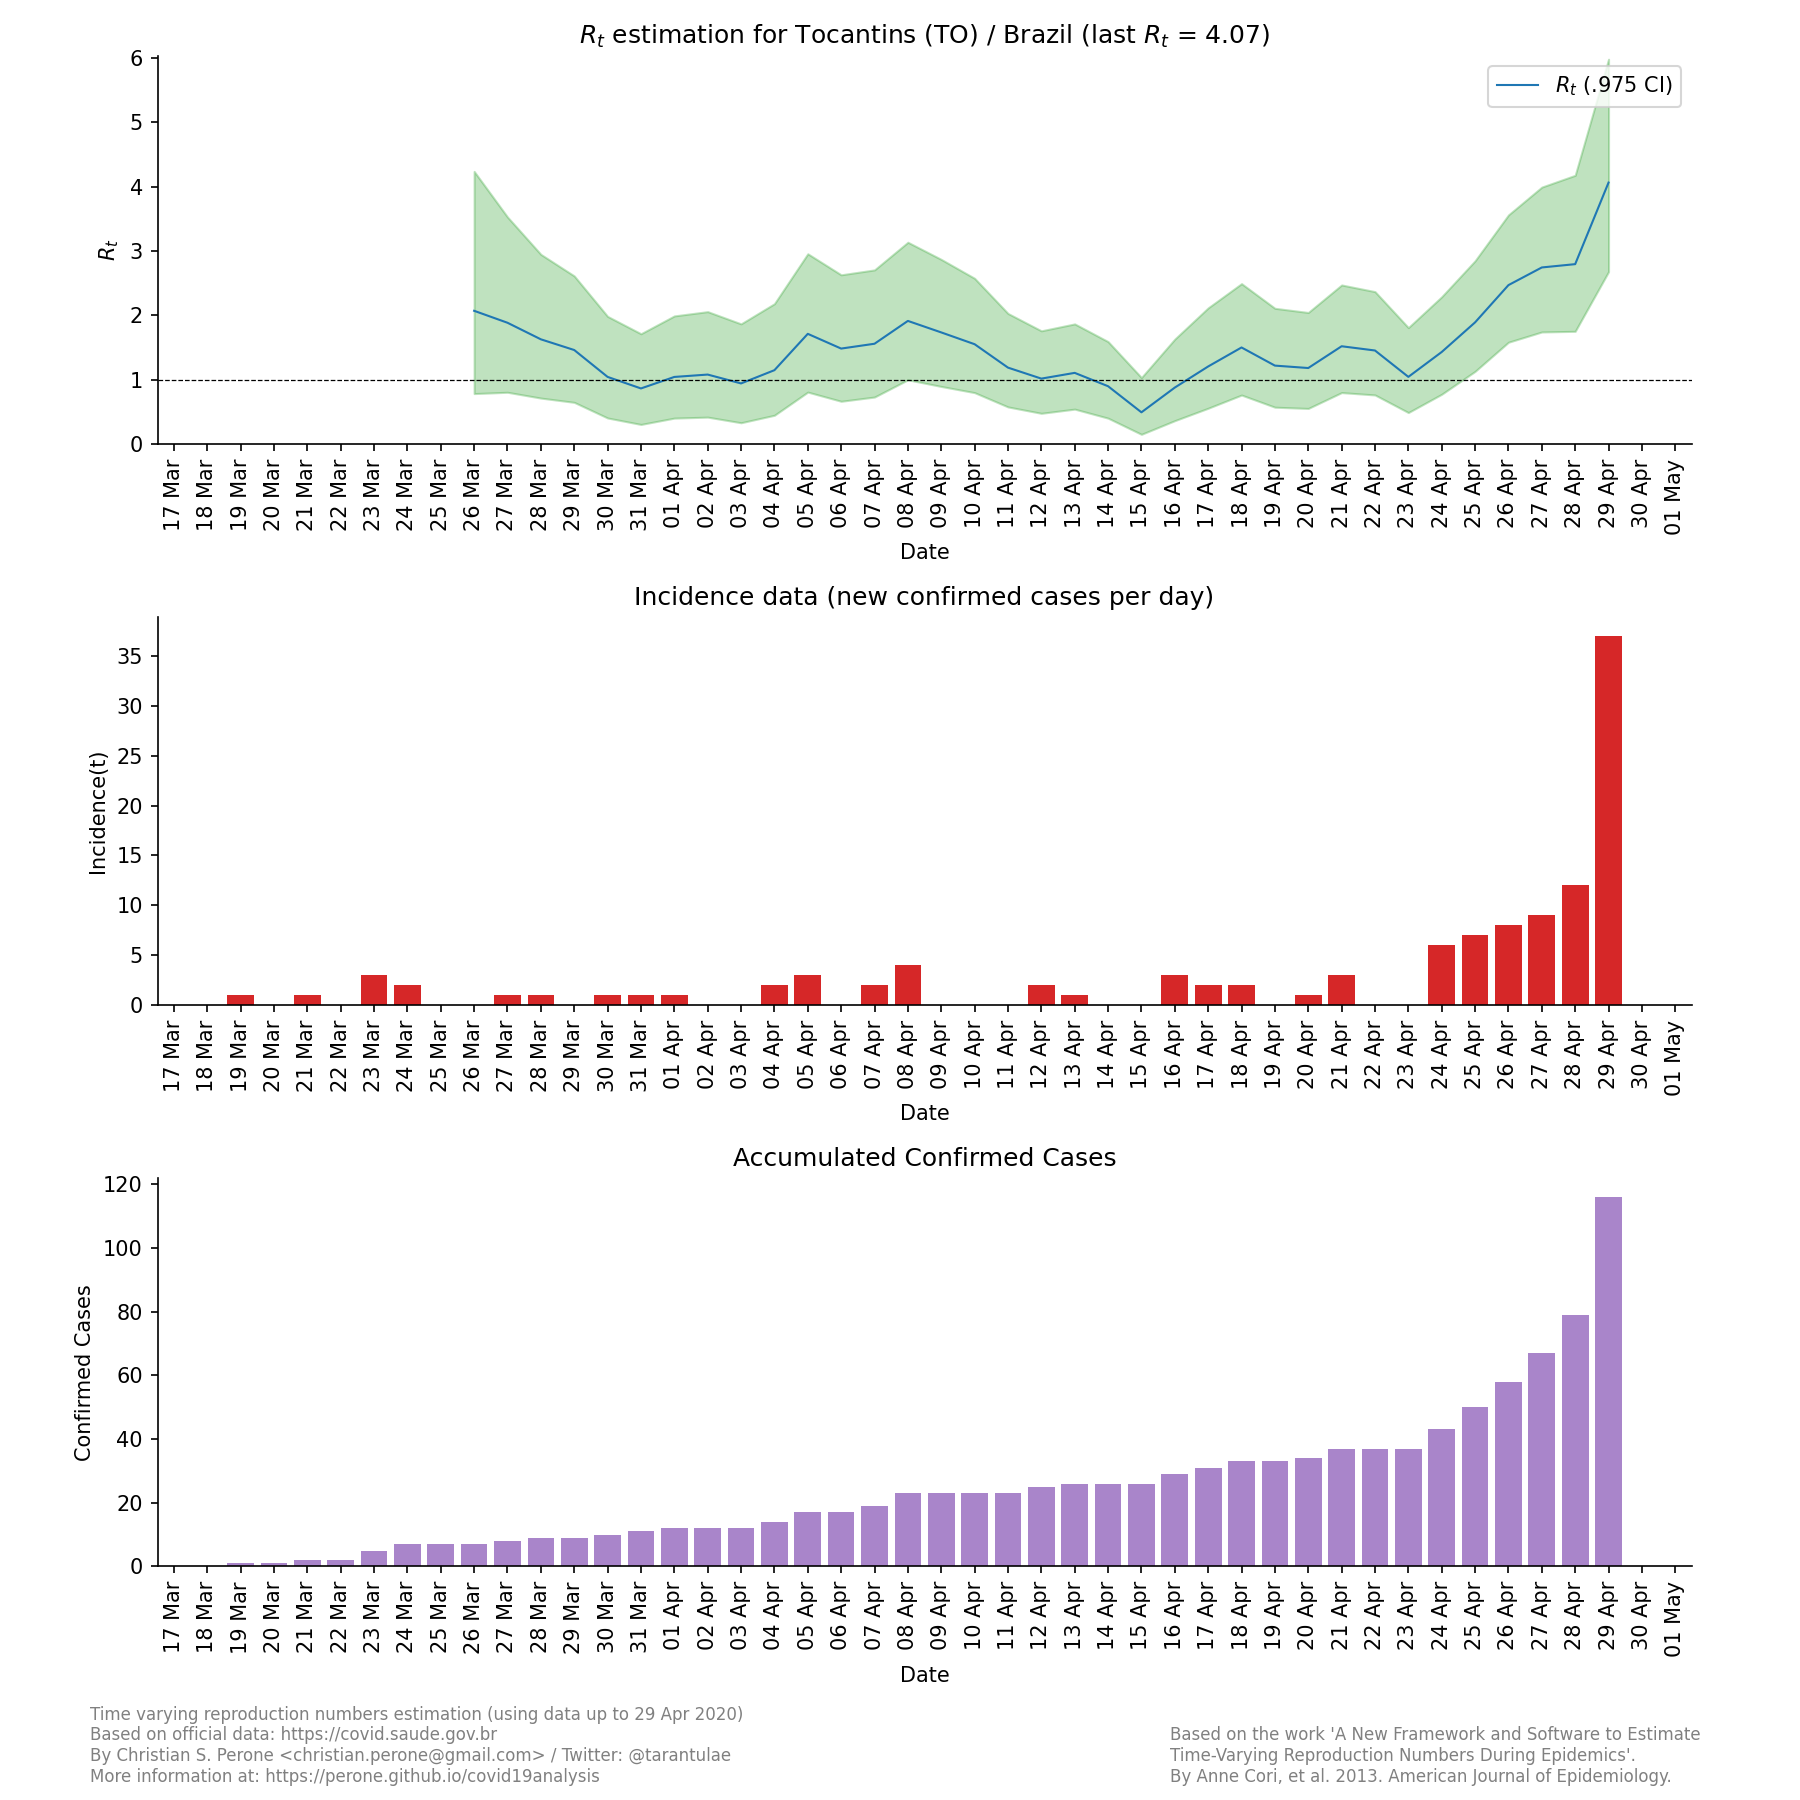 Rt estimation for Tocantins (TO) / Brazil (last Rt = 4.07)
6
5
4
3
2
1
0
Rt
Rt (.975 CI)
17 Mar 18 Mar 19 Mar 20 Mar 21 Mar 22 Mar 23 Mar 24 Mar 25 Mar 26 Mar 27 Mar 28 Mar 29 Mar 30 Mar 31 Mar 01 Apr 02 Apr 03 Apr 04 Apr 05 Apr 06 Apr 07 Apr 08 Apr 09 Apr 10 Apr 11 Apr 12 Apr 13 Apr 14 Apr 15 Apr 16 Apr 17 Apr 18 Apr 19 Apr 20 Apr 21 Apr 22 Apr 23 Apr 24 Apr 25 Apr 26 Apr 27 Apr 28 Apr 29 Apr 30 Apr 01 May
Date
Incidence data (new confirmed cases per day)
35
30
25
20
15
10
5
0
Incidence(t)
17 Mar 18 Mar 19 Mar 20 Mar 21 Mar 22 Mar 23 Mar 24 Mar 25 Mar 26 Mar 27 Mar 28 Mar 29 Mar 30 Mar 31 Mar 01 Apr 02 Apr 03 Apr 04 Apr 05 Apr 06 Apr 07 Apr 08 Apr 09 Apr 10 Apr 11 Apr 12 Apr 13 Apr 14 Apr 15 Apr 16 Apr 17 Apr 18 Apr 19 Apr 20 Apr 21 Apr 22 Apr 23 Apr 24 Apr 25 Apr 26 Apr 27 Apr 28 Apr 29 Apr 30 Apr 01 May
Date
Accumulated Confirmed Cases
120
100
80
60
40
20
0
Confirmed Cases
17 Mar 18 Mar 19 Mar 20 Mar 21 Mar 22 Mar 23 Mar 24 Mar 25 Mar 26 Mar 27 Mar 28 Mar 29 Mar 30 Mar 31 Mar 01 Apr 02 Apr 03 Apr 04 Apr 05 Apr 06 Apr 07 Apr 08 Apr 09 Apr 10 Apr 11 Apr 12 Apr 13 Apr 14 Apr 15 Apr 16 Apr 17 Apr 18 Apr 19 Apr 20 Apr 21 Apr 22 Apr 23 Apr 24 Apr 25 Apr 26 Apr 27 Apr 28 Apr 29 Apr 30 Apr 01 May
Date
Time varying reproduction numbers estimation (using data up to 29 Apr 2020)
Based on official data: https://covid.saude.gov.br
By Christian S. Perone <christian.perone@gmail.com> / Twitter: @tarantulae
More information at: https://perone.github.io/covid19analysis
Based on the work 'A New Framework and Software to Estimate
Time-Varying Reproduction Numbers During Epidemics'.
By Anne Cori, et al. 2013. American Journal of Epidemiology.